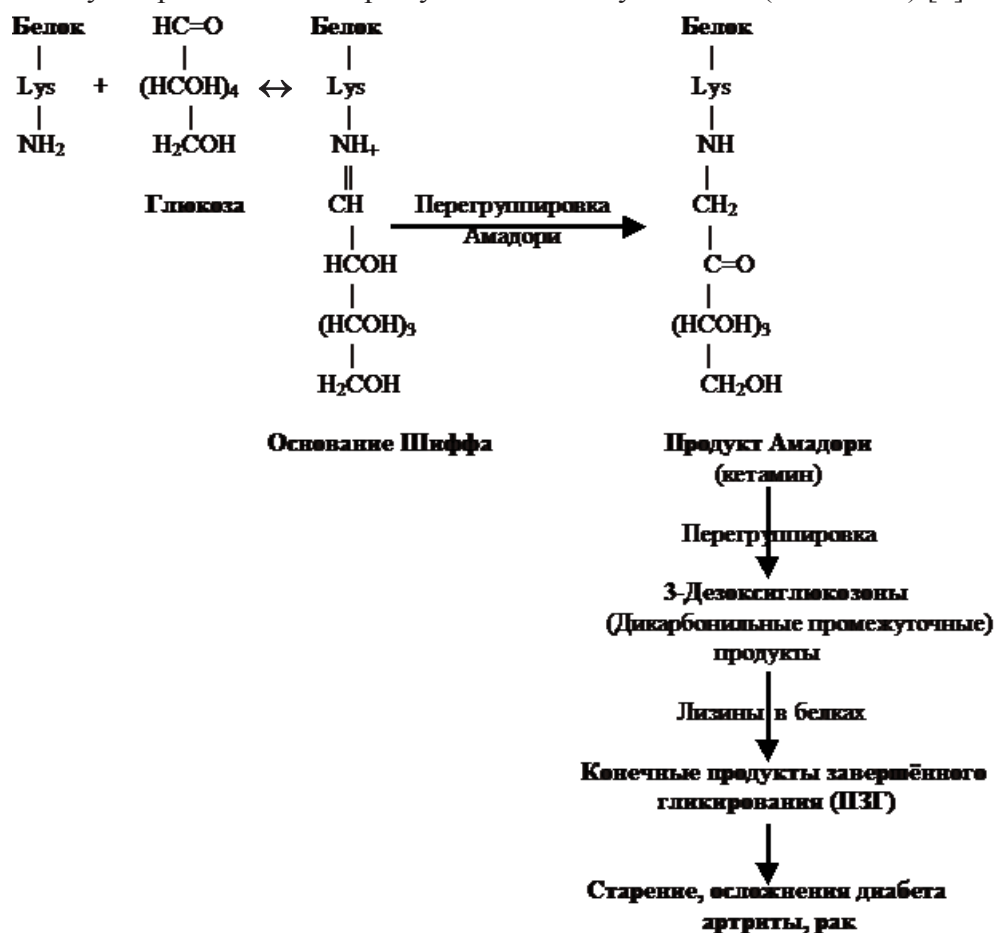 Белок HC=O Белок Белок
| | | |
Lys + (HCOH)4 ↔ Lys Lys
| | | |
NH2 H2COH NH+ NH
|| |
Глюкоза CH Перегруппировка CH2
| Амадори |
HCOH C=O
| |
(HCOH)3 (HCOH)3
| |
H2COH CH2OH
Основание Шиффа Продукт Амадори
(кетамин)
Перегруппировка
3-Дезоксиглюкозоны
(Дикарбонильные промежуточные)
продукты
Лизины в белках
Конечные продукты завершённого
гликирования (ПЗГ)
Старение, осложнения диабета
артриты, рак